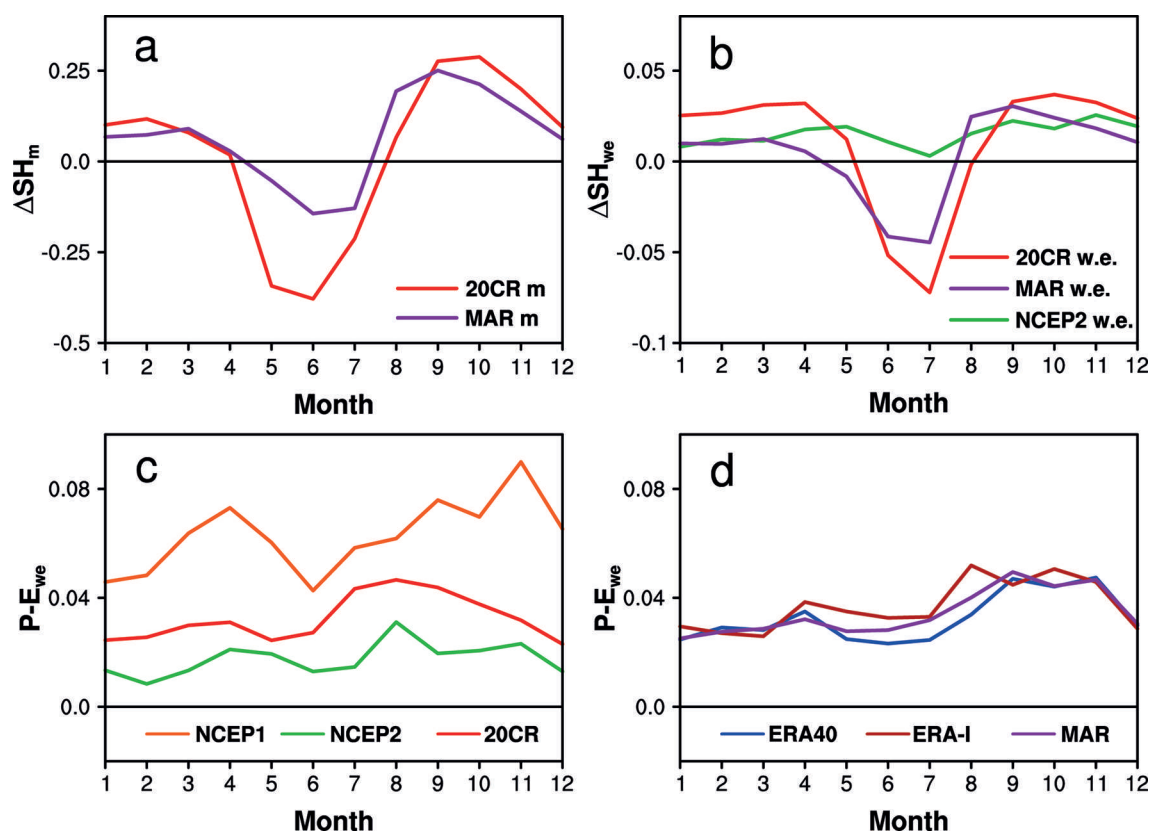 a
0.25
0.0
-0.25
-0.5
ΔSHm
20CR m
MAR m
1 2 3 4 5 6 7 8 9 10 11 12
Month
b
0.05
0.0
-0.05
-0.1
ΔSHwe
20CR w.e.
MAR w.e.
NCEP2 w.e.
1 2 3 4 5 6 7 8 9 10 11 12
Month
c
0.08
0.04
0.0
P-Ewe
NCEP1 NCEP2 20CR
1 2 3 4 5 6 7 8 9 10 11 12
Month
d
0.08
0.04
0.0
P-Ewe
ERA40 ERA-I MAR
1 2 3 4 5 6 7 8 9 10 11 12
Month